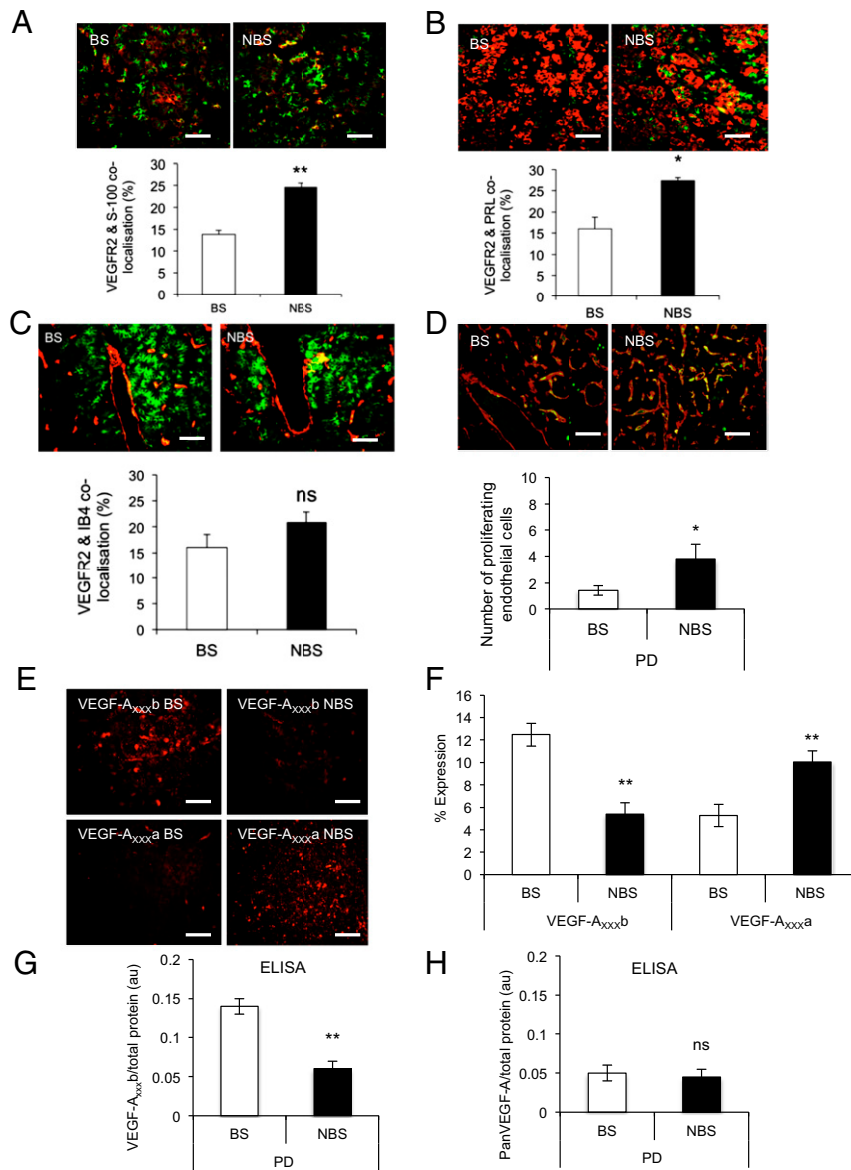 A
BS
NBS
VEGFR2 & S-100 co-
localisation (%)
30
25
20
15
10
5
0
**
BS
NBS
B
BS
NBS
VEGFR2 & PRL co-
localisation (%)
30
25
20
15
10
5
0
*
BS
NBS
C
BS
NBS
VEGFR2 & IB4 co-
localisation (%)
30
25
20
15
10
5
0
ns
BS
NBS
D
BS
NBS
Number of proliferating
endothelial cells
10
8
6
4
2
0
*
BS
NBS
PD
E
VEGF-Axxxb BS
VEGF-Axxxb NBS
VEGF-Axxxa BS
VEGF-Axxxa NBS
F
% Expression
16
14
12
10
8
6
4
2
0
**
**
BS
NBS
BS
NBS
VEGF-Axxxb
VEGF-Axxxa
G
ELISA
VEGF-Axxxb/total protein (au)
0.2
0.15
0.1
0.05
0
**
BS
NBS
PD
H
ELISA
PanVEGF-A/total protein (au)
0.2
0.15
0.1
0.05
0
ns
BS
NBS
PD